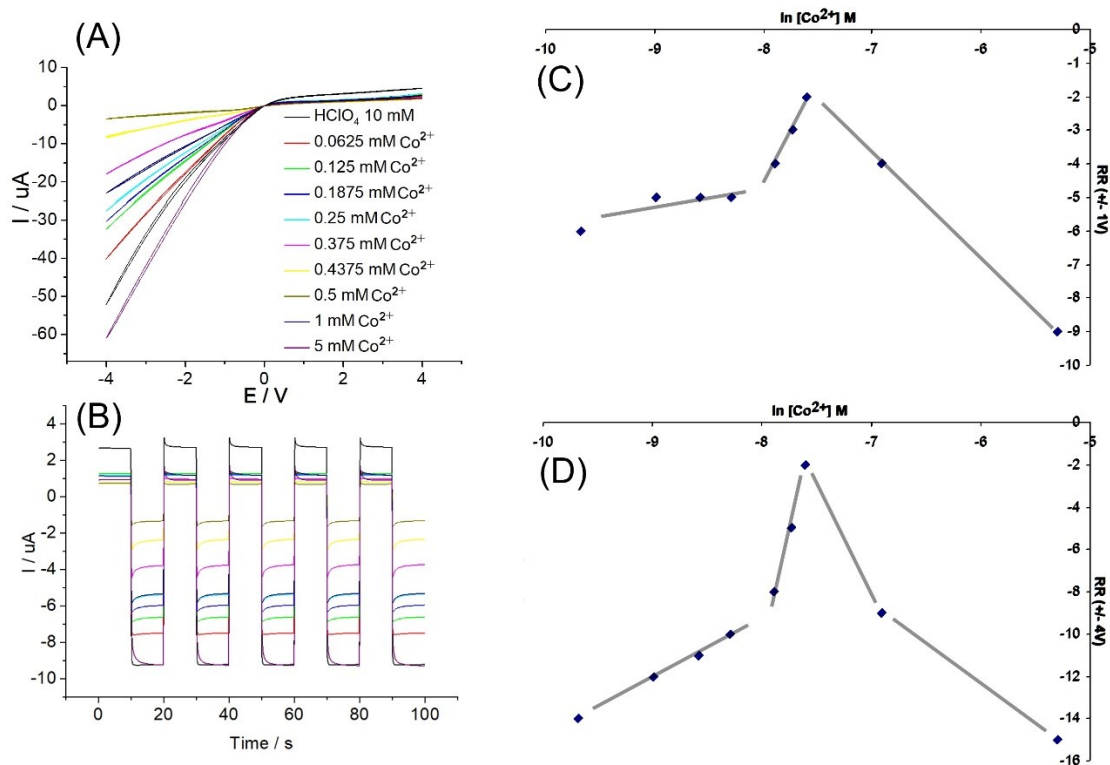 (A)
10
0
-10
-20
-30
-40
-50
-60
I / uA
-4
-2
0
2
4
E / V
HClO4 10 mM
0.0625 mM Co2+
0.125 mM Co2+
0.1875 mM Co2+
0.25 mM Co2+
0.375 mM Co2+
0.4375 mM Co2+
0.5 mM Co2+
1 mM Co2+
5 mM Co2+
(B)
4
2
0
-2
-4
-6
-8
-10
I / uA
0
20
40
60
80
100
Time / s
ln [Co2+] M
-10
-9
-8
-7
-6
-5
(C)
0
-1
-2
-3
-4
-5
-6
-7
-8
-9
-10
RR (+/- 1V)
ln [Co2+] M
-10
-9
-8
-7
-6
-5
(D)
0
-2
-4
-6
-8
-10
-12
-14
-16
RR (+/- 4V)